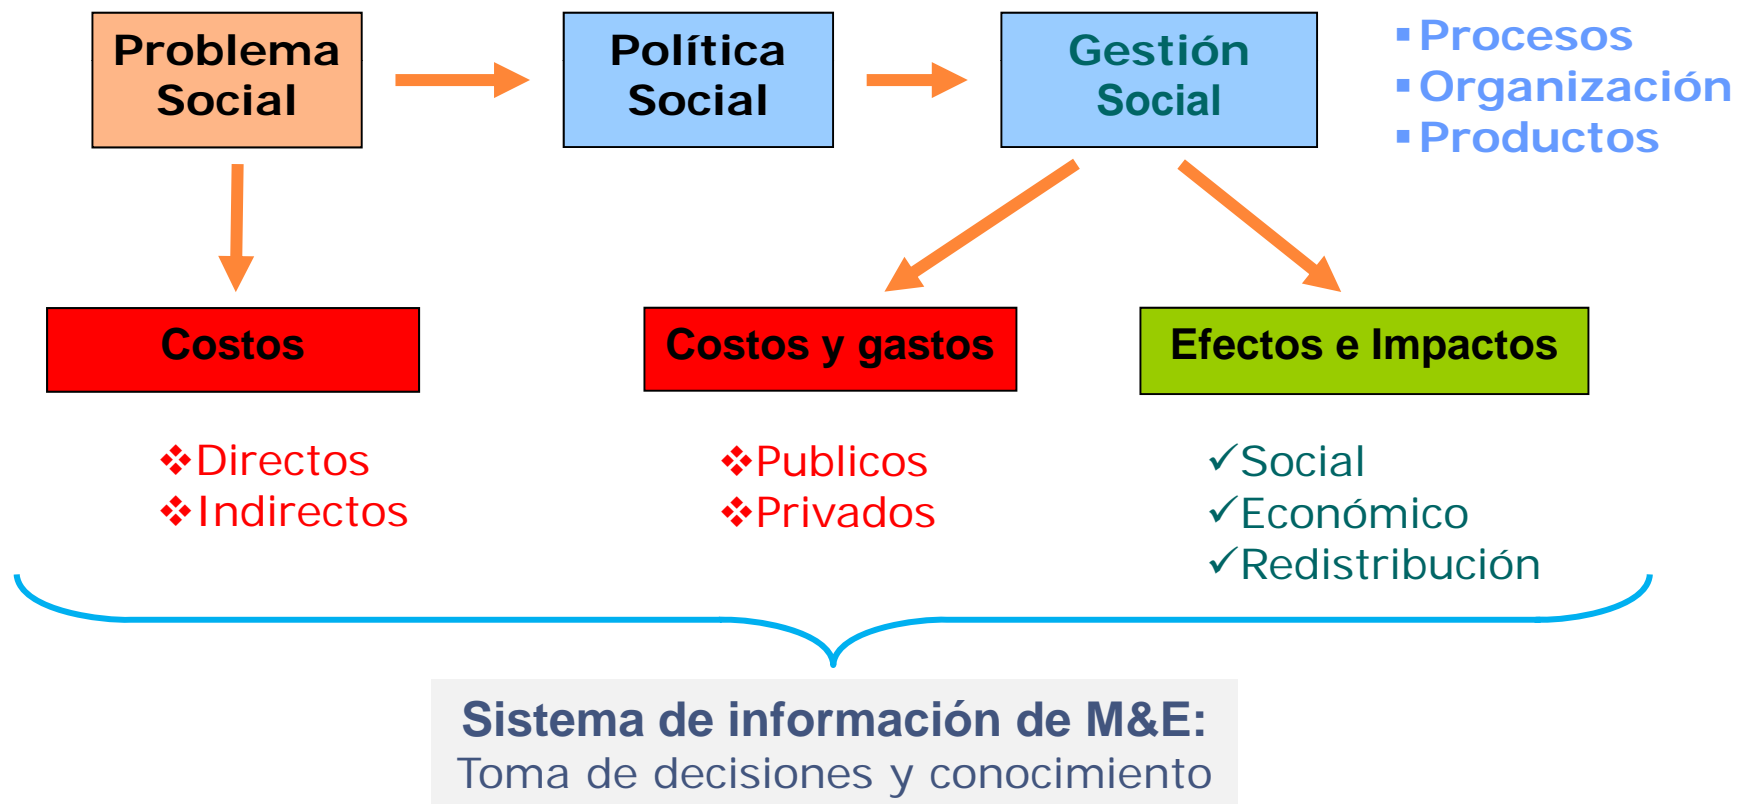 Problema
Social
Política
Social
Gestión
Social
▪Procesos
▪Organización
▪Productos
Costos
Costos y gastos
Efectos e Impactos
❖Directos
❖Indirectos
❖Publicos
❖Privados
✓Social
✓Económico
✓Redistribución
Sistema de información de M&E:
Toma de decisiones y conocimiento